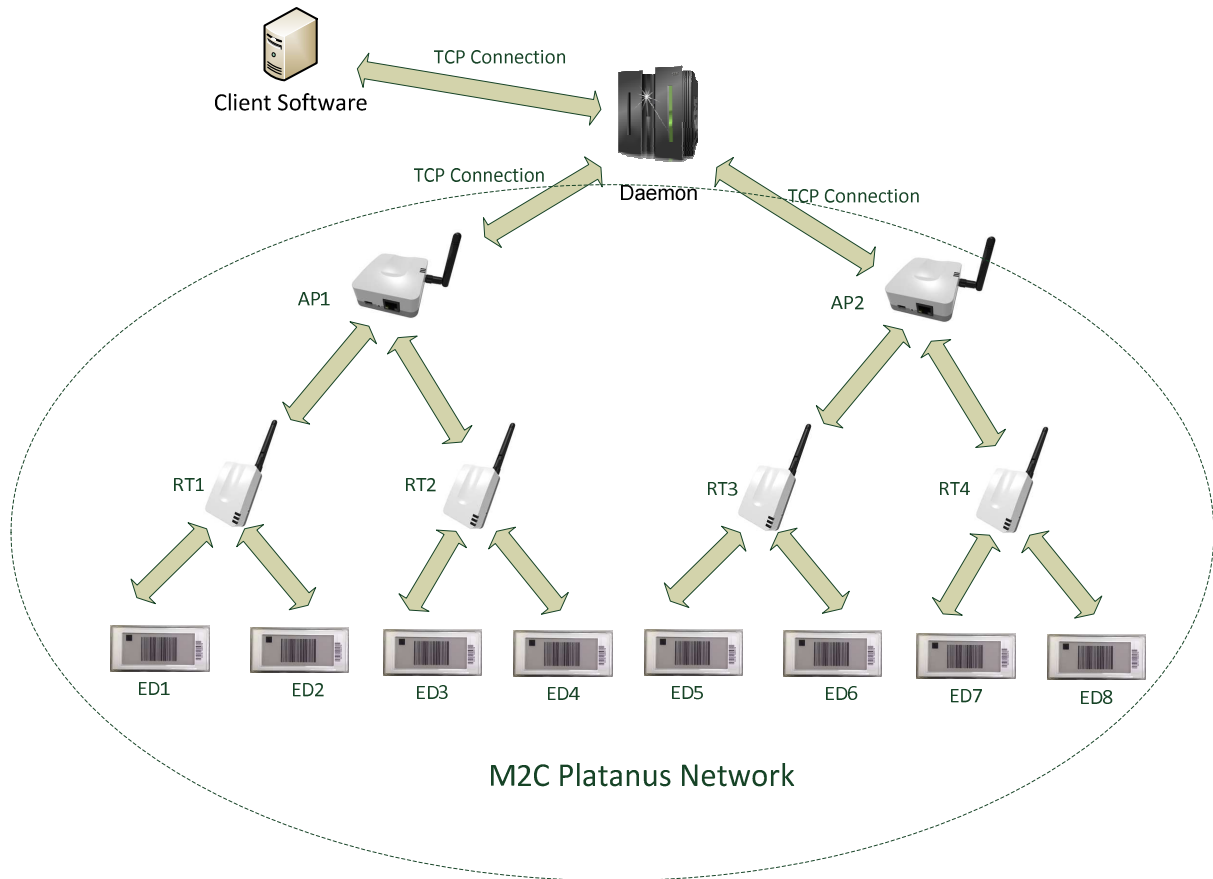 TCP Connection
Client Software
TCP Connection
Daemon
TCP Connection
AP1
AP2
RT1
RT2
RT3
RT4
ED1
ED2
ED3
ED4
ED5
ED6
ED7
ED8
M2C Platanus Network